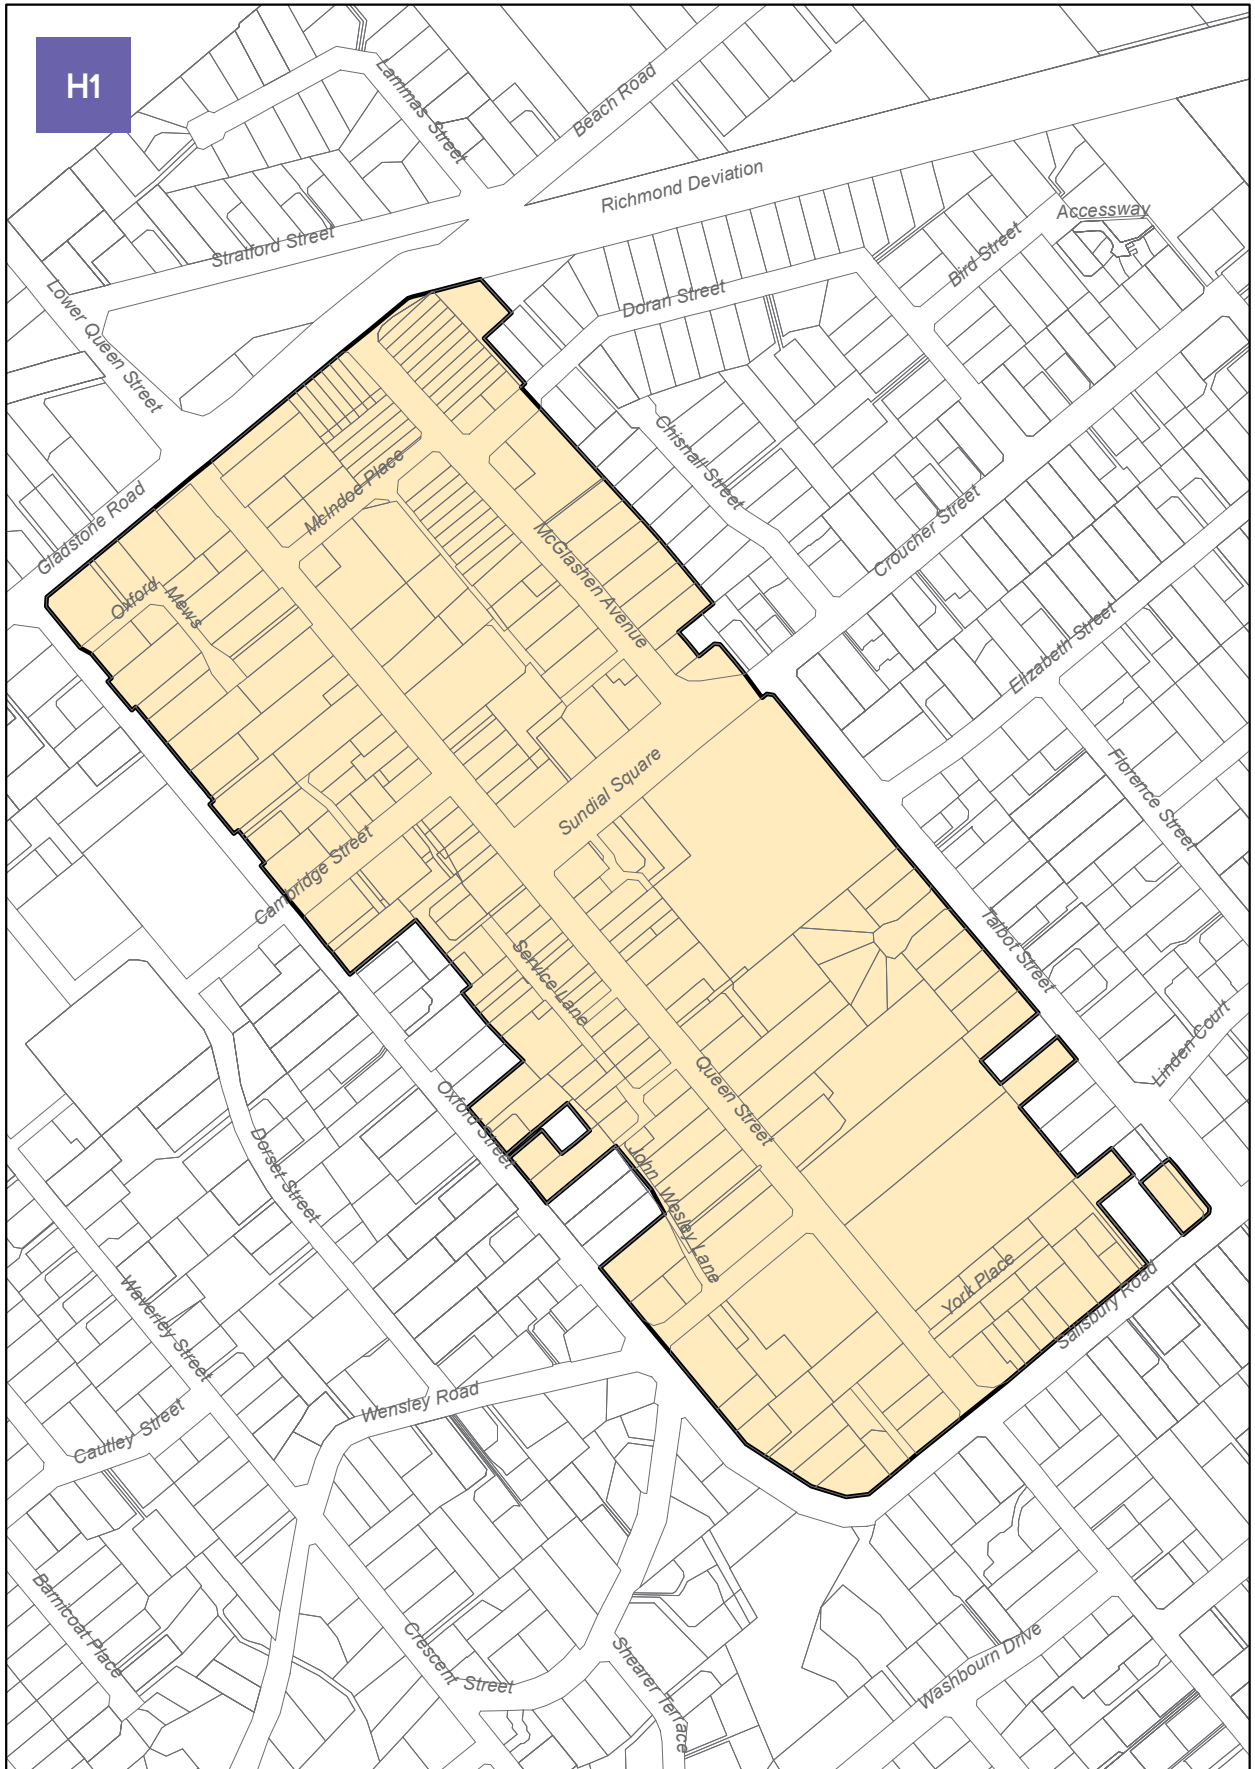 H1
Lammas Street
Beach Road
Richmond Deviation
Accessway
Stratford Street
Bird Street
Lower Queen Street
Doran Street
Chisnall Street
McIndoe Place
Gladstone Road
Croucher Street
McGlashen Avenue
Oxford Mews
Elizabeth Street
Sundial Square
Florence Street
Cambridge Street
Talbot Street
Service Lane
Linden Court
Queen Street
Oxford Street
Dorset Street
John Wesley Lane
York Place
Salisbury Road
Waverley Street
Wensley Road
Cautley Street
Barnicoat Place
Crescent Street
Shearer Terrace
Washbourn Drive